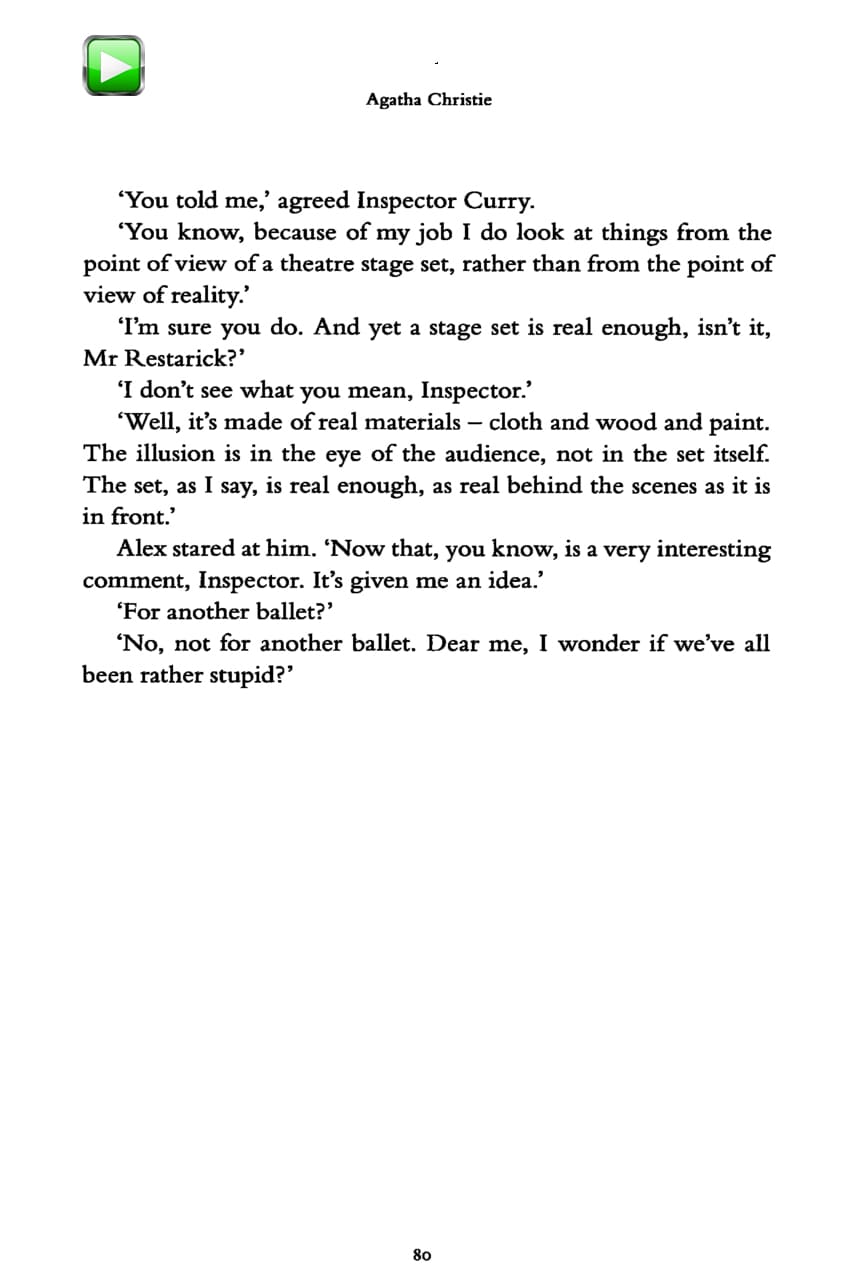 Agatha Christie
‘You told me,’ agreed Inspector Curry.
‘You know, because of my job I do look at things from the
point of view of a theatre stage set, rather than from the point of
view of reality.’
‘I’m sure you do. And yet a stage set is real enough, isn’t it,
Mr Restarick?’
‘I don’t see what you mean, Inspector.’
‘Well, it’s made of real materials – cloth and wood and paint.
The illusion is in the eye of the audience, not in the set itself.
The set, as I say, is real enough, as real behind the scenes as it is
in front.’
Alex stared at him. ‘Now that, you know, is a very interesting
comment, Inspector. It’s given me an idea.’
‘For another ballet?’
‘No, not for another ballet. Dear me, I wonder if we’ve all
been rather stupid?’
80